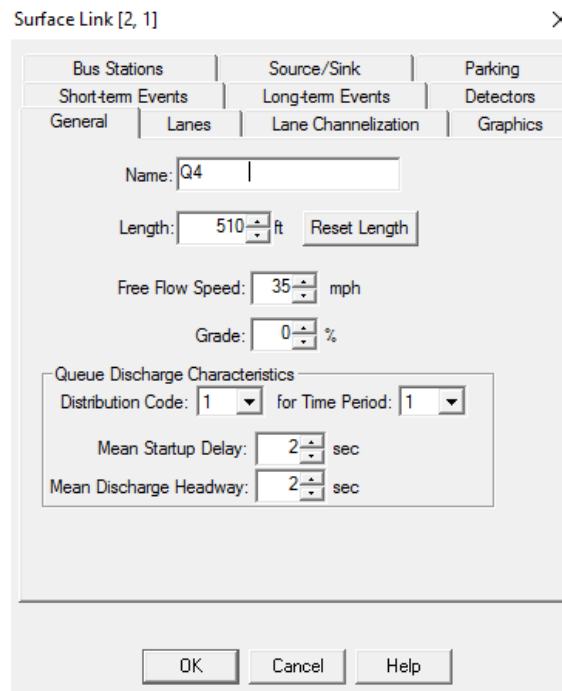 Surface Link [2, 1]
Bus Stations Source/Sink Parking
Short-term Events Long-term Events Detectors
General Lanes Lane Channelization Graphics
Name: Q4
Length: 510 ft Reset Length
Free Flow Speed: 35 mph
Grade: 0 %
Queue Discharge Characteristics
Distribution Code: 1 for Time Period: 1
Mean Startup Delay: 2 sec
Mean Discharge Headway: 2 sec
OK Cancel Help